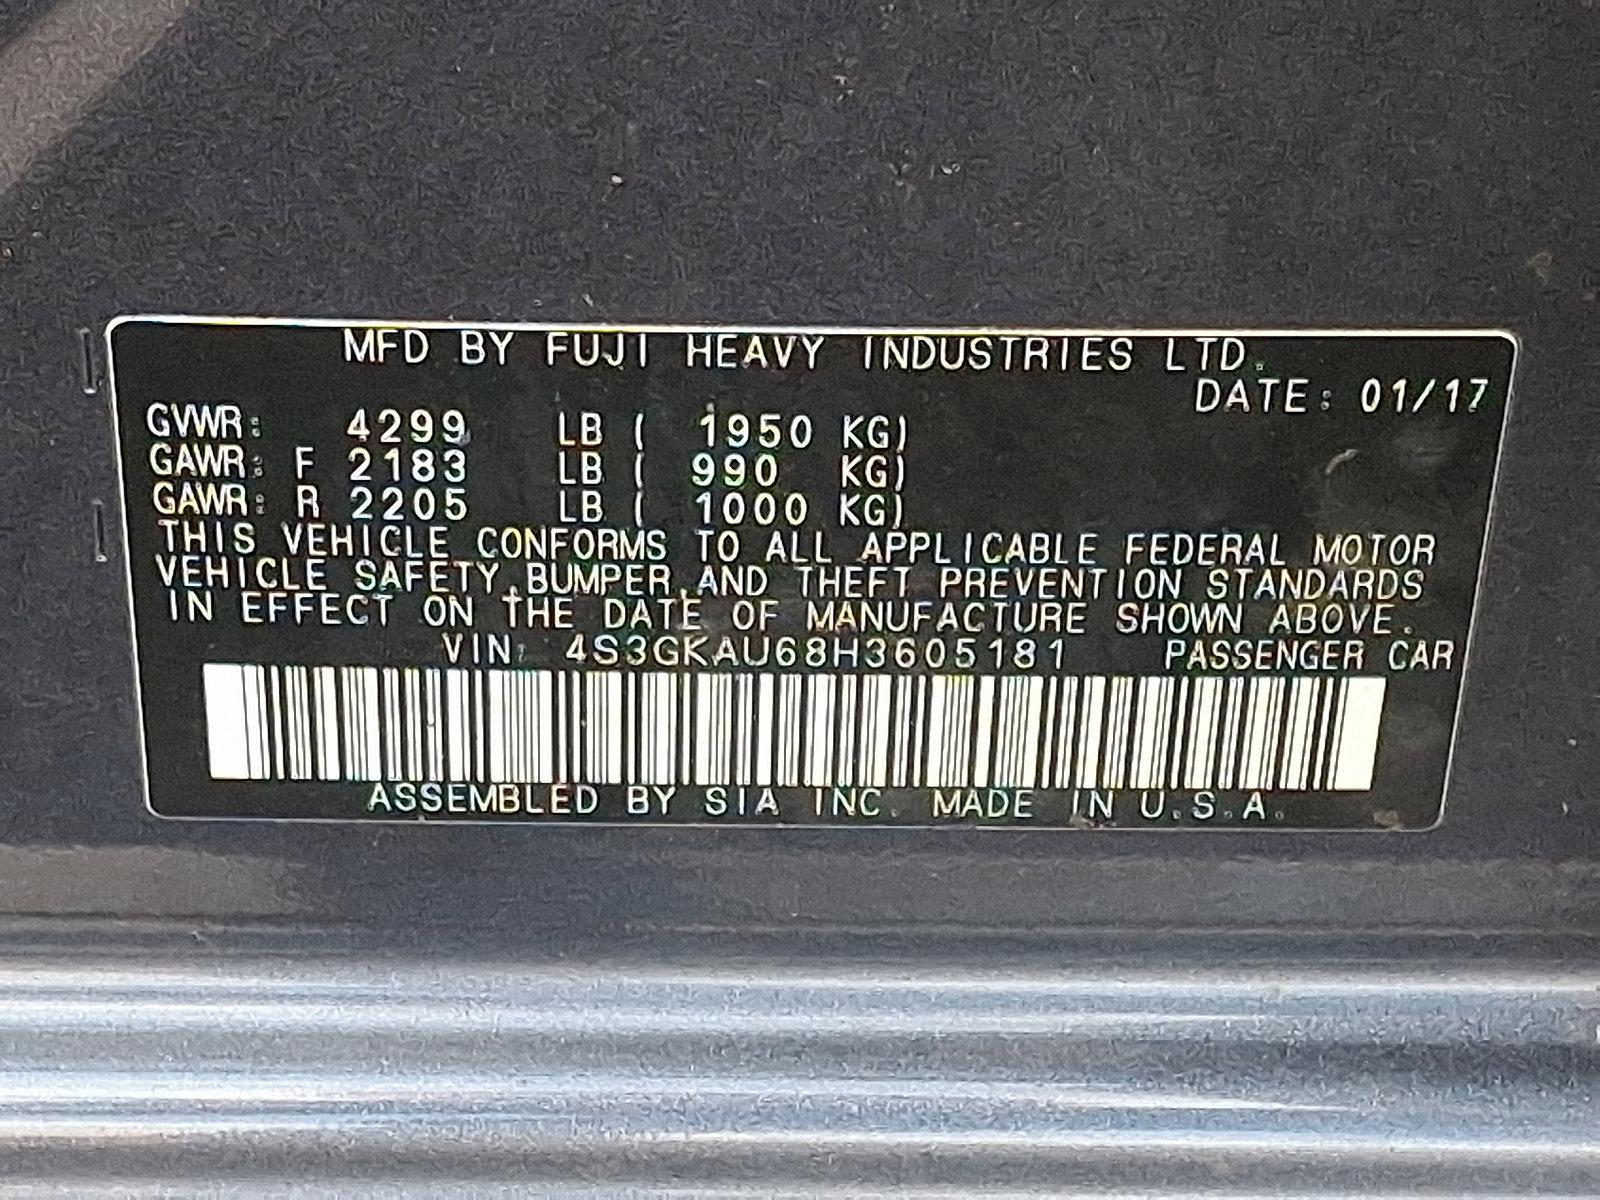 MFD BY FUJI HEAVY INDUSTRIES LTD.
DATE: 01/17
GVWR: 4299 LB ( 1950 KG)
GAWR: F 2183 LB ( 990 KG)
GAWR: R 2205 LB ( 1000 KG)
THIS VEHICLE CONFORMS TO ALL APPLICABLE FEDERAL MOTOR
VEHICLE SAFETY,BUMPER,AND THEFT PREVENTION STANDARDS
IN EFFECT ON THE DATE OF MANUFACTURE SHOWN ABOVE.
VIN: 4S3GKAU68H3605181 PASSENGER CAR
ASSEMBLED BY SIA INC. MADE IN U.S.A.